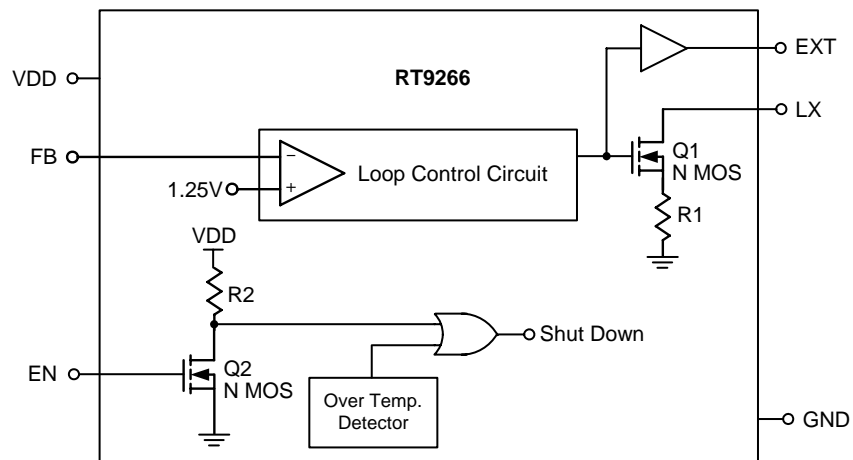 EXT
VDD
RT9266
LX
FB
−
+
1.25V
Loop Control Circuit
Q1
N MOS
R1
VDD
R2
Shut Down
EN
Q2
N MOS
Over Temp.
Detector
GND